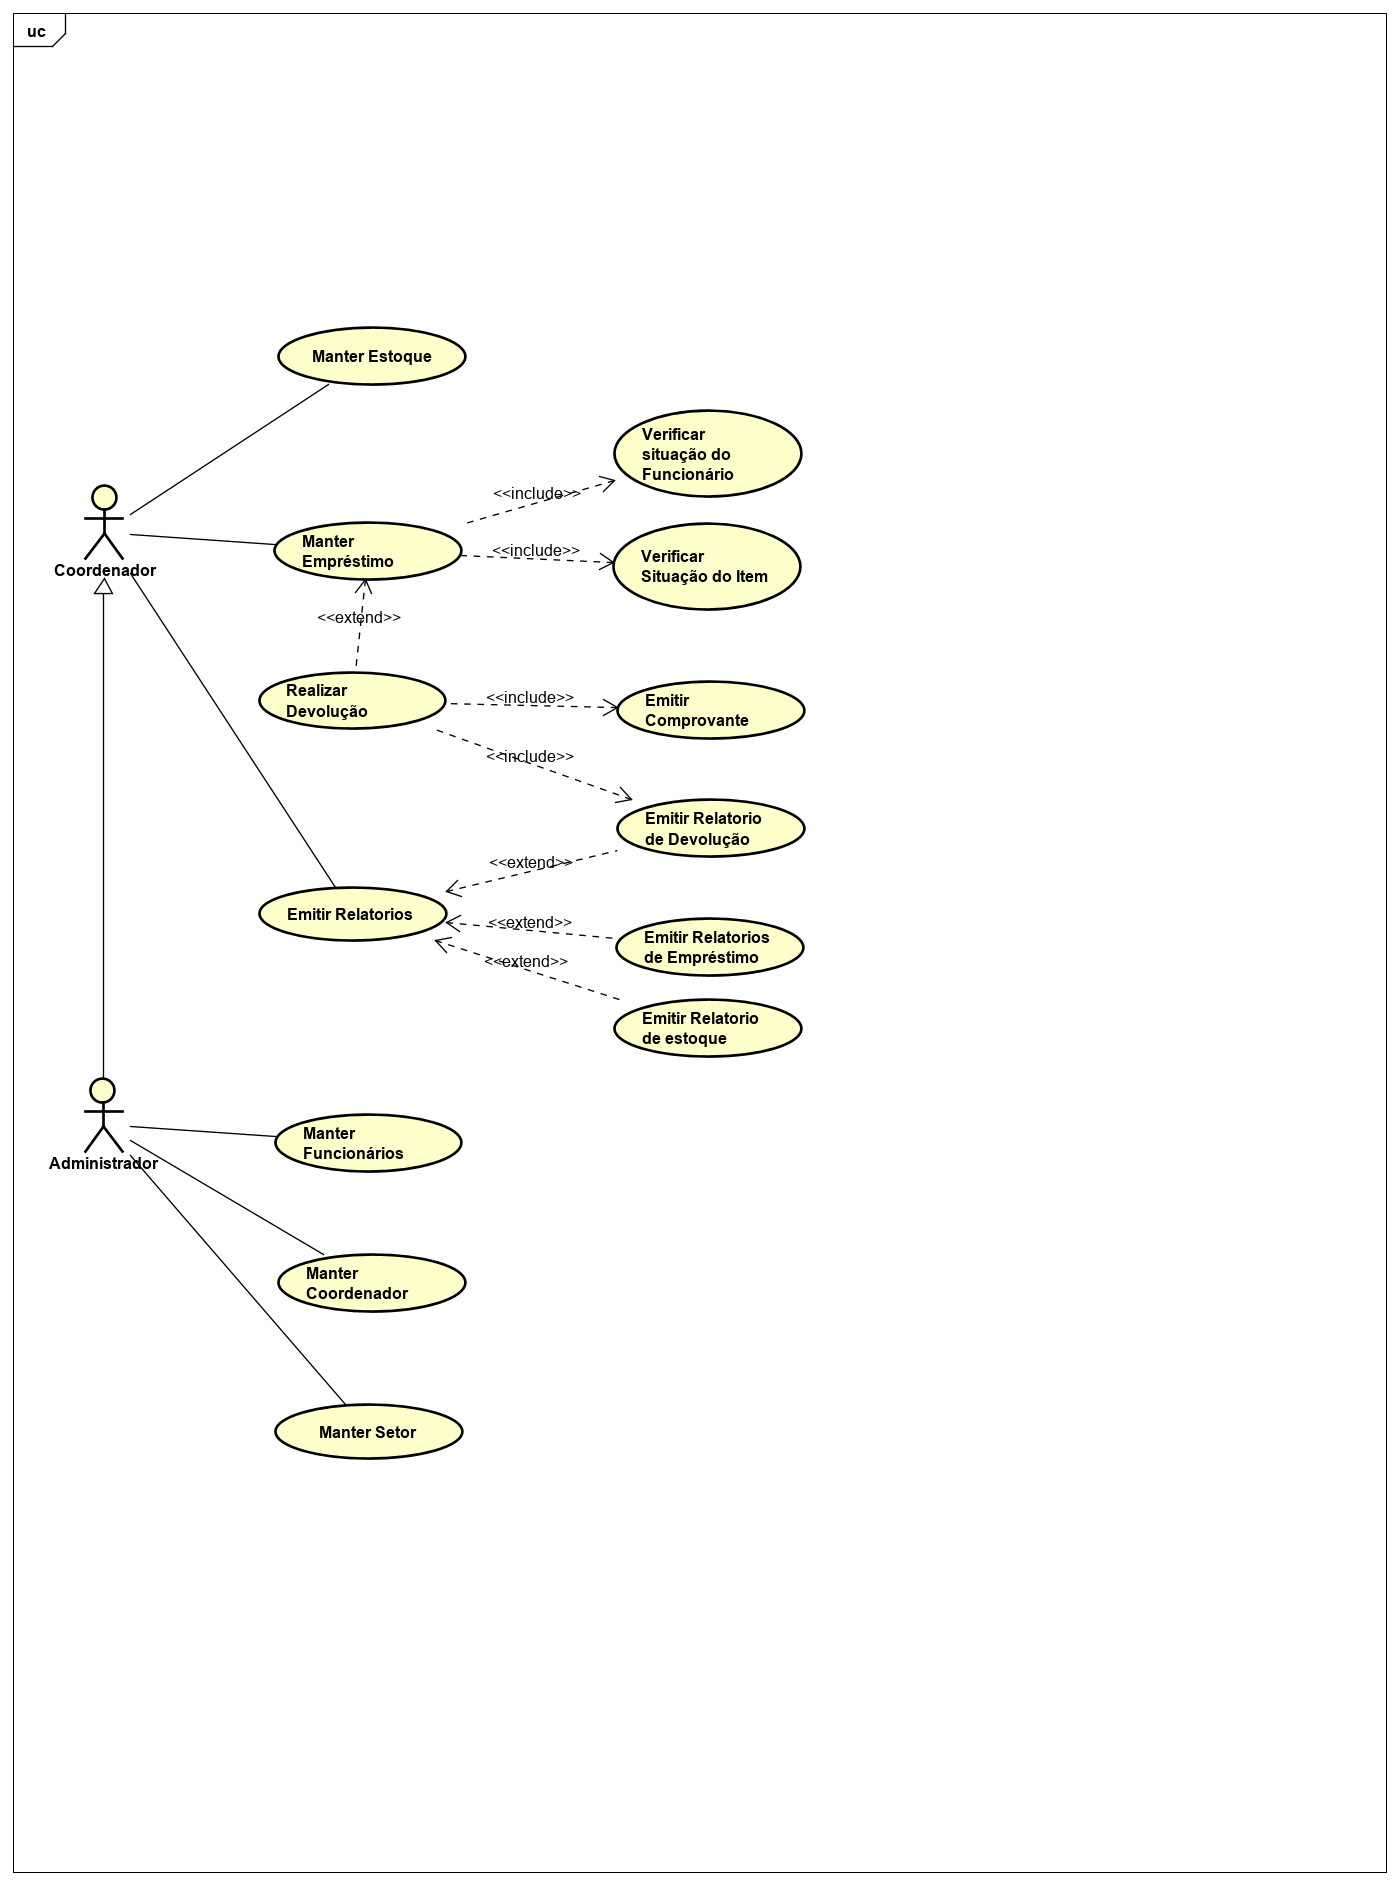 uc
Manter Estoque
Verificar
situação do
Funcionário
<<include>>
Coordenador
Manter
Empréstimo
<<include>>
Verificar
Situação do Item
<<extend>>
Realizar
Devolução
<<include>>
Emitir
Comprovante
<<include>>
Emitir Relatorio
de Devolução
<<extend>>
Emitir Relatorios
<<extend>>
Emitir Relatorios
de Empréstimo
<<extend>>
Emitir Relatorio
de estoque
Administrador
Manter
Funcionários
Manter
Coordenador
Manter Setor